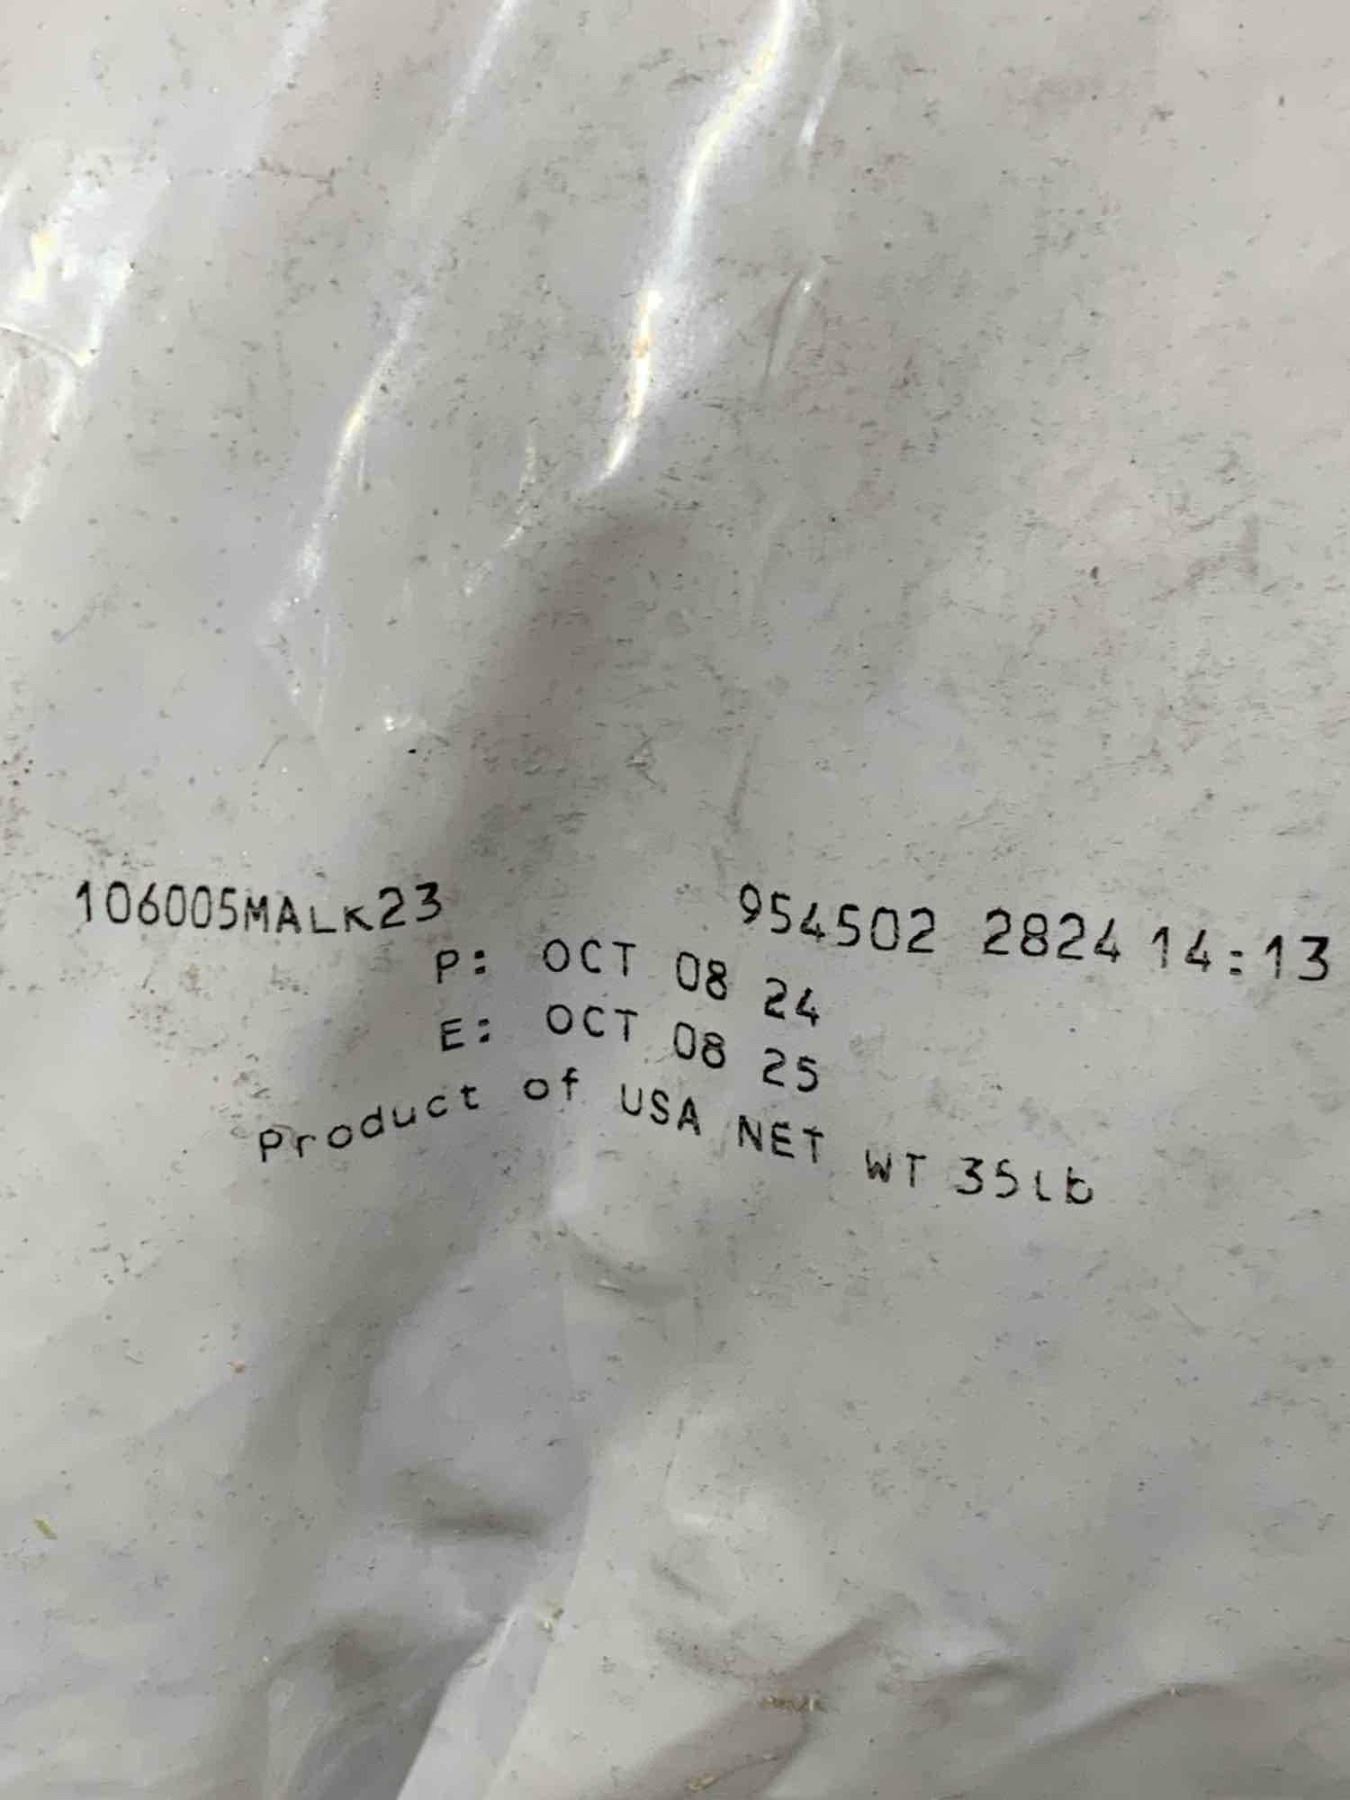 106005MALK23 954502 2824 14:13
P: OCT 08 24
E: OCT 08 25
Product of USA NET WT 35lb